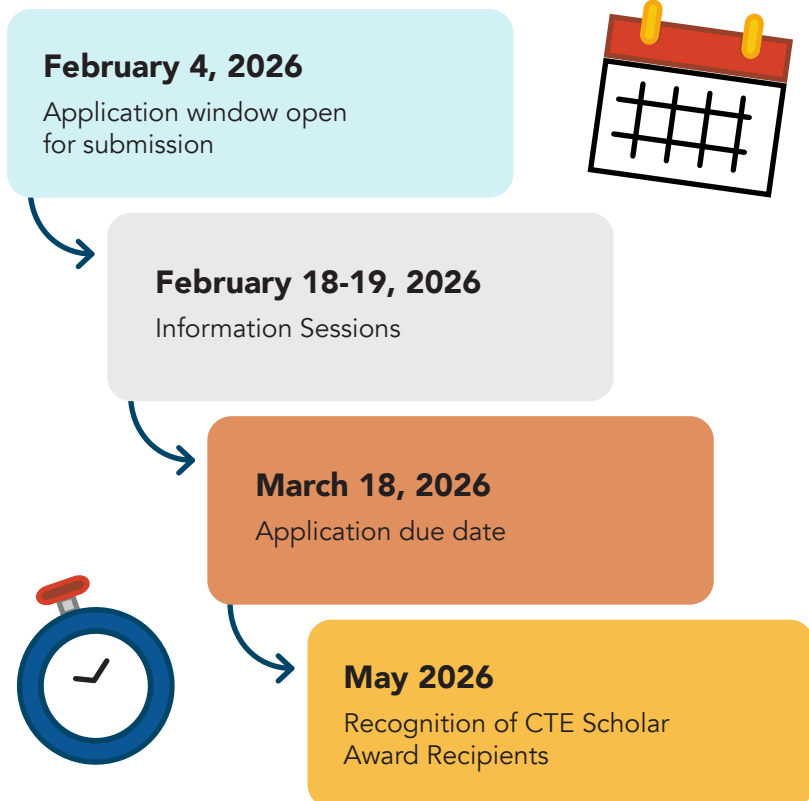 February 4, 2026
Application window open
for submission
February 18-19, 2026
Information Sessions
March 18, 2026
Application due date
May 2026
Recognition of CTE Scholar
Award Recipients